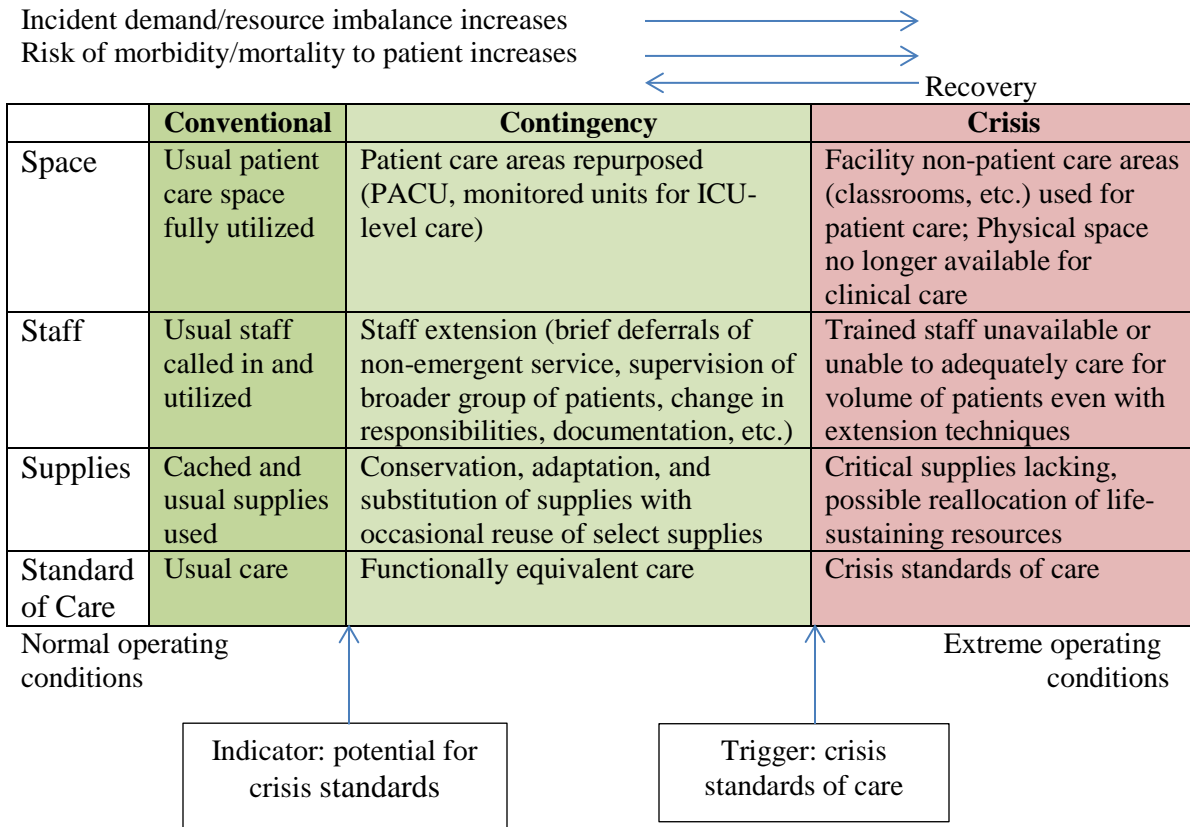 Incident demand/resource imbalance increases
Risk of morbidity/mortality to patient increases
Recovery
Conventional
Contingency
Crisis
Space
Usual patient
care space
fully utilized
Patient care areas repurposed
(PACU, monitored units for ICU-
level care)
Facility non-patient care areas
(classrooms, etc.) used for
patient care; Physical space
no longer available for
clinical care
Staff
Usual staff
called in and
utilized
Staff extension (brief deferrals of
non-emergent service, supervision of
broader group of patients, change in
responsibilities, documentation, etc.)
Trained staff unavailable or
unable to adequately care for
volume of patients even with
extension techniques
Supplies
Cached and
usual supplies
used
Conservation, adaptation, and
substitution of supplies with
occasional reuse of select supplies
Critical supplies lacking,
possible reallocation of life-
sustaining resources
Standard
of Care
Usual care
Functionally equivalent care
Crisis standards of care
Normal operating
conditions
Extreme operating
conditions
Indicator: potential for
crisis standards
Trigger: crisis
standards of care